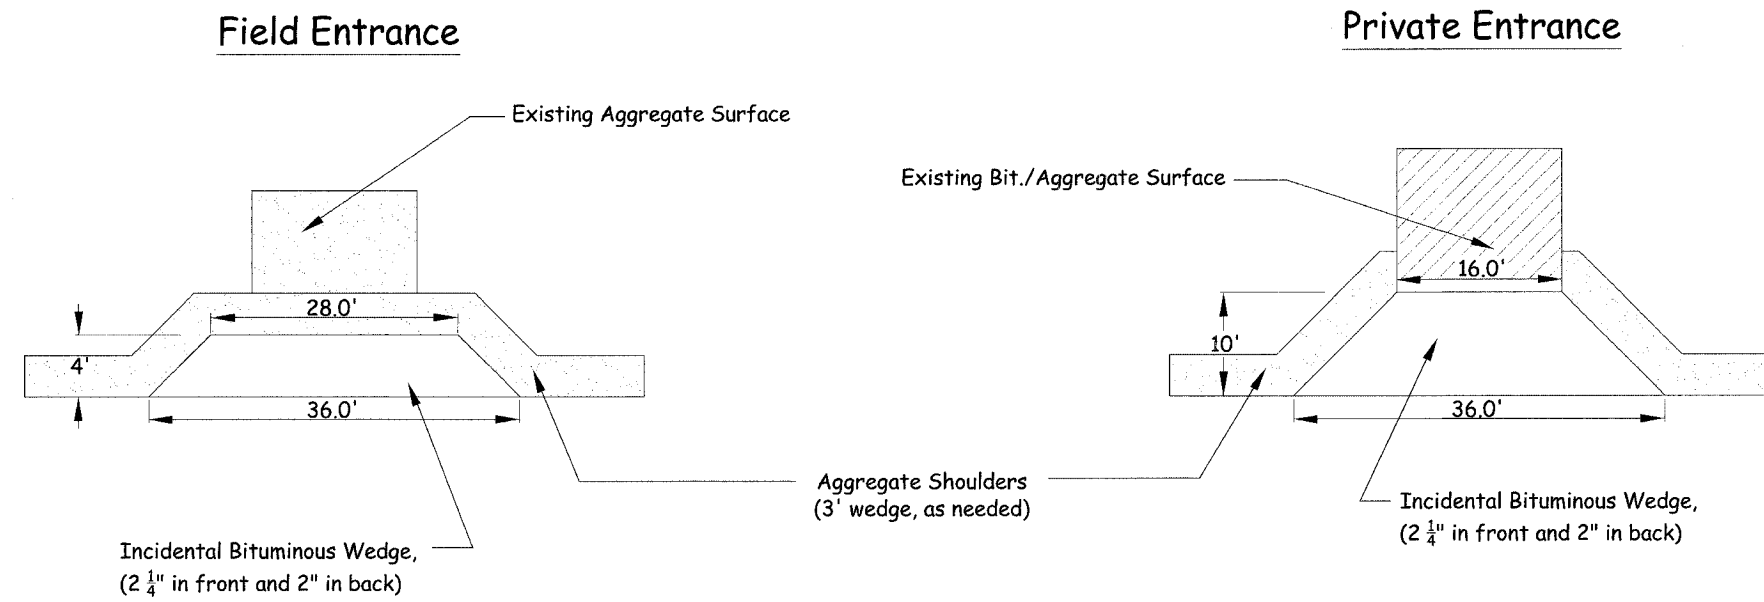 Field Entrance
Private Entrance
Existing Aggregate Surface
Existing Bit./Aggregate Surface
16.0'
28.0'
4'
10'
36.0'
36.0'
Aggregate Shoulders
(3' wedge, as needed)
Incidental Bituminous Wedge,
(2 1/4" in front and 2" in back)
Incidental Bituminous Wedge,
(2 1/4" in front and 2" in back)